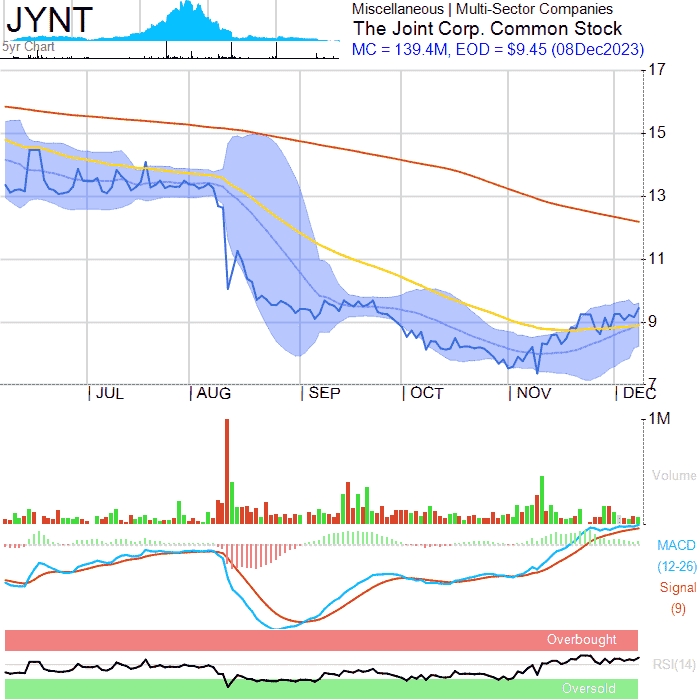 JYNT
5yr Chart
Miscellaneous | Multi-Sector Companies
The Joint Corp. Common Stock
MC = 139.4M, EOD = $9.45 (08Dec2023)
17
15
13
11
9
7
JUL
AUG
SEP
OCT
NOV
DEC
1M
Volume
MACD
(12-26)
Signal
(9)
Overbought
RSI(14)
Oversold